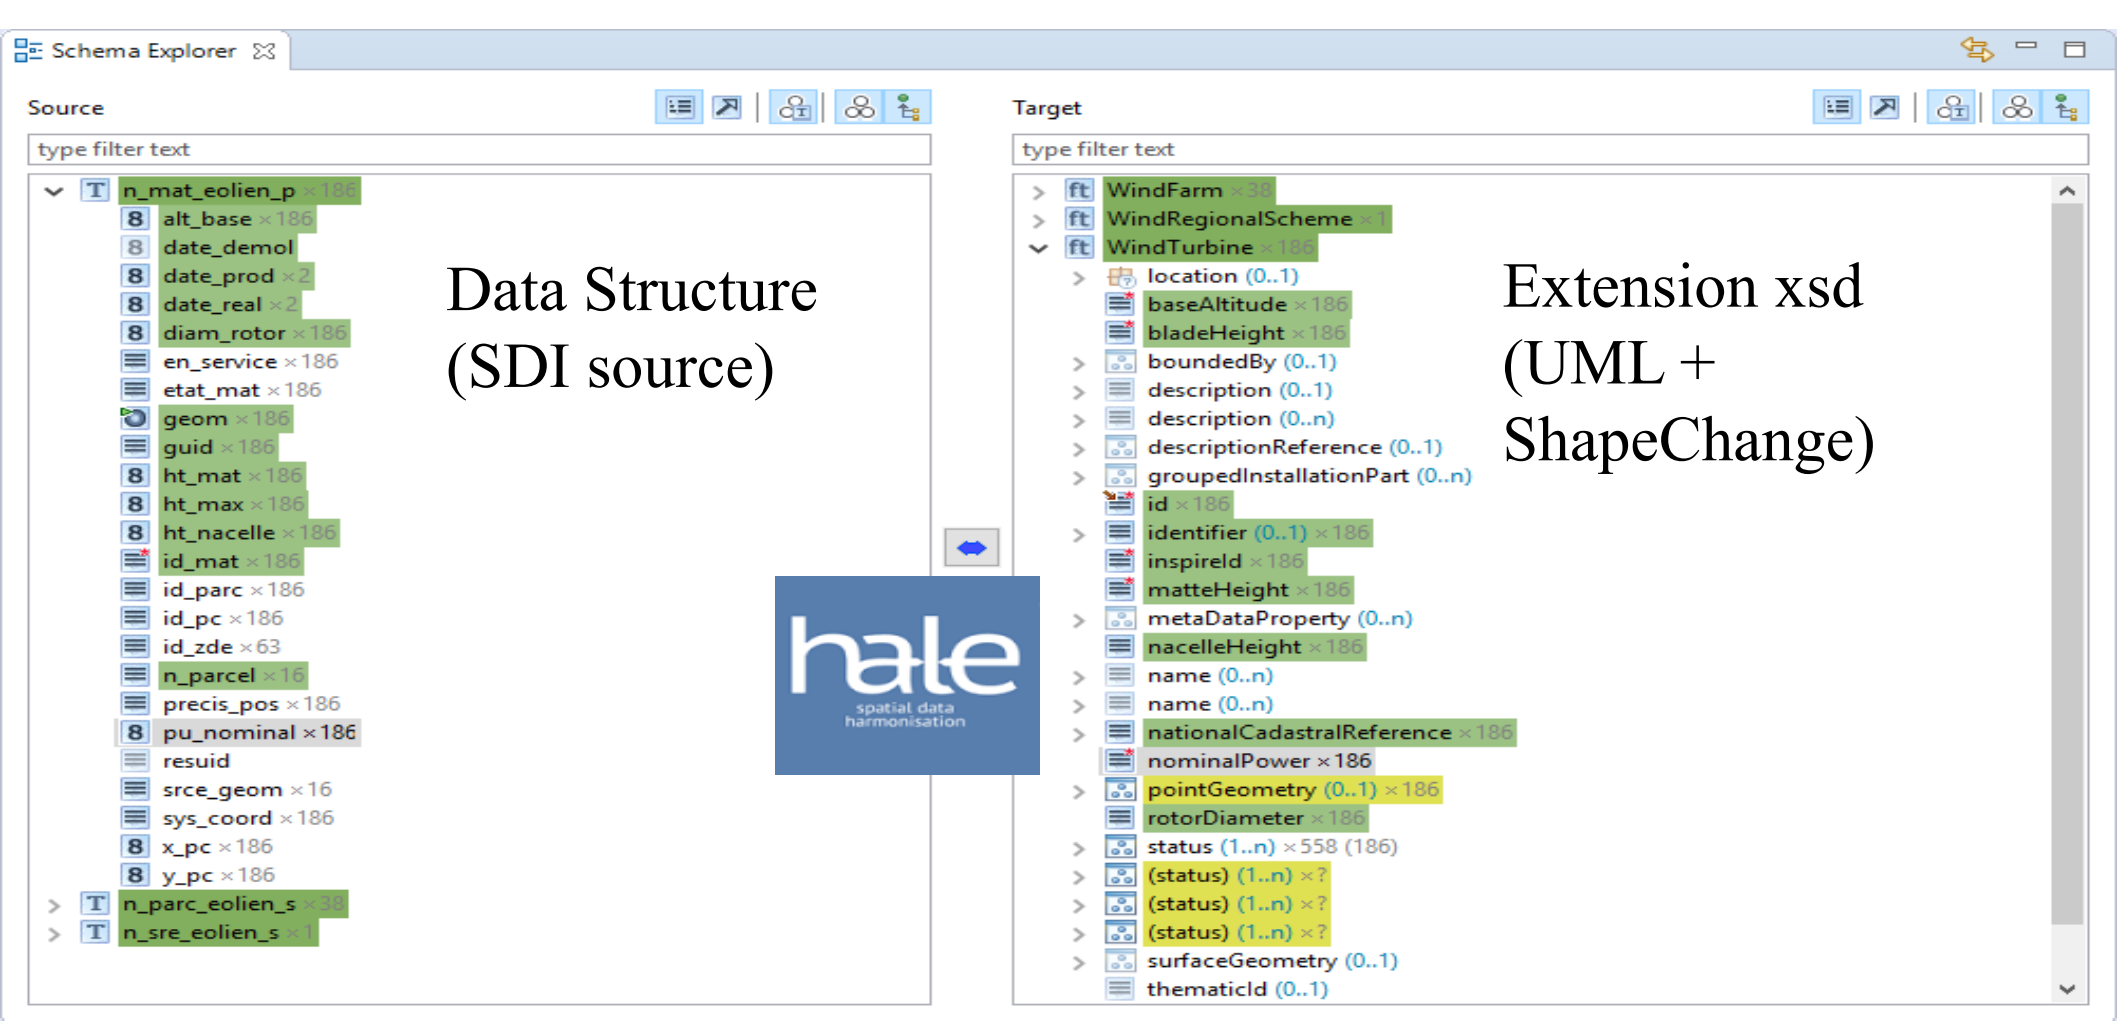 Schema Explorer
Source
type filter text
n_mat_eolien_p ×186
alt_base ×186
date_demol
date_prod ×2
date_real ×2
diam_rotor ×186
en_service ×186
etat_mat ×186
geom ×186
guid ×186
ht_mat ×186
ht_max ×186
ht_nacelle ×186
id_mat ×186
id_parc ×186
id_pc ×186
id_zde ×63
n_parcel ×16
precis_pos ×186
pu_nominal ×186
resuid
srce_geom ×16
sys_coord ×186
x_pc ×186
y_pc ×186
n_parc_eolien_s ×38
n_sre_eolien_s ×1
Data Structure
(SDI source)
hale
spatial data
harmonisation
Target
type filter text
WindFarm ×38
WindRegionalScheme ×1
WindTurbine ×186
location (0..1)
baseAltitude ×186
bladeHeight ×186
boundedBy (0..1)
description (0..1)
description (0..n)
descriptionReference (0..1)
groupedInstallationPart (0..n)
id ×186
identifier (0..1) ×186
inspireId ×186
matteHeight ×186
metaDataProperty (0..n)
nacelleHeight ×186
name (0..n)
name (0..n)
nationalCadastralReference ×186
nominalPower ×186
pointGeometry (0..1) ×186
rotorDiameter ×186
status (1..n) ×558 (186)
(status) (1..n) ×?
(status) (1..n) ×?
(status) (1..n) ×?
surfaceGeometry (0..1)
thematicId (0..1)
Extension xsd
(UML +
ShapeChange)